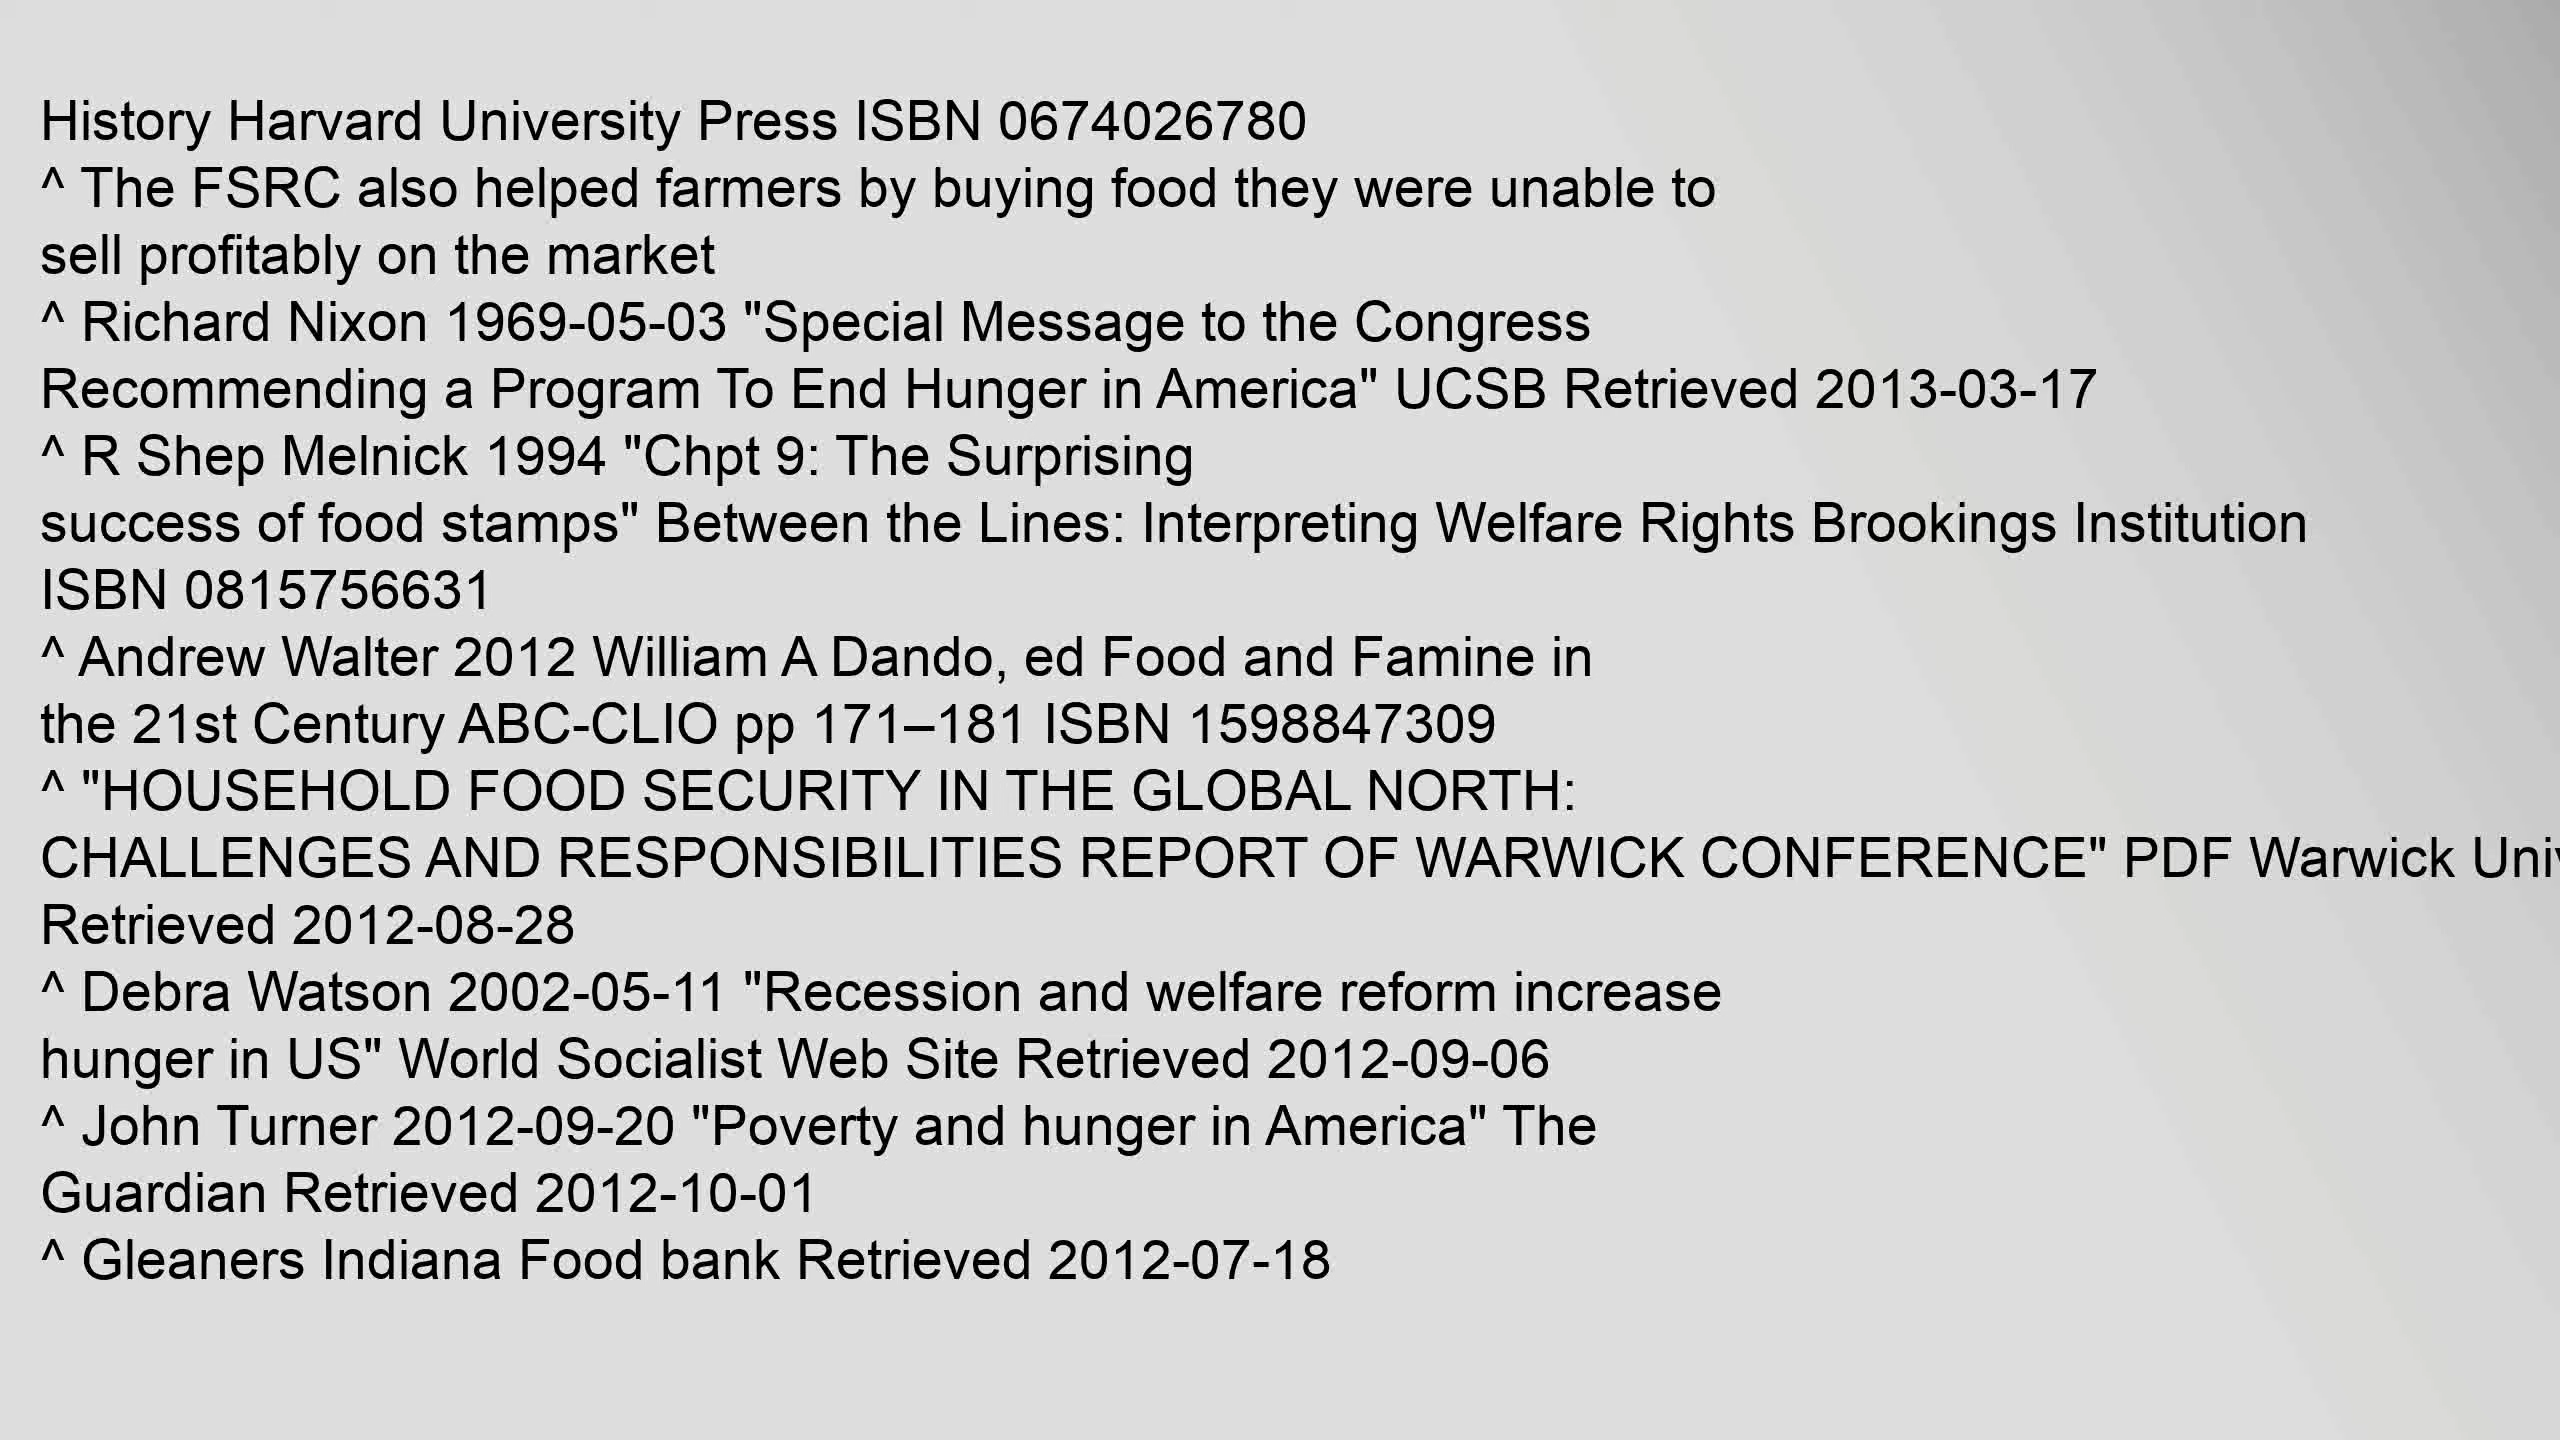 History Harvard University Press ISBN 0674026780
^ The FSRC also helped farmers by buying food they were unable to
sell profitably on the market
^ Richard Nixon 1969-05-03 "Special Message to the Congress
Recommending a Program To End Hunger in America" UCSB Retrieved 2013-03-17
^ R Shep Melnick 1994 "Chpt 9: The Surprising
success of food stamps" Between the Lines: Interpreting Welfare Rights Brookings Institution
ISBN 0815756631
^ Andrew Walter 2012 William A Dando, ed Food and Famine in
the 21st Century ABC-CLIO pp 171–181 ISBN 1598847309
^ "HOUSEHOLD FOOD SECURITY IN THE GLOBAL NORTH:
CHALLENGES AND RESPONSIBILITIES REPORT OF WARWICK CONFERENCE" PDF Warwick
Retrieved 2012-08-28
^ Debra Watson 2002-05-11 "Recession and welfare reform increase
hunger in US" World Socialist Web Site Retrieved 2012-09-06
^ John Turner 2012-09-20 "Poverty and hunger in America" The
Guardian Retrieved 2012-10-01
^ Gleaners Indiana Food bank Retrieved 2012-07-18